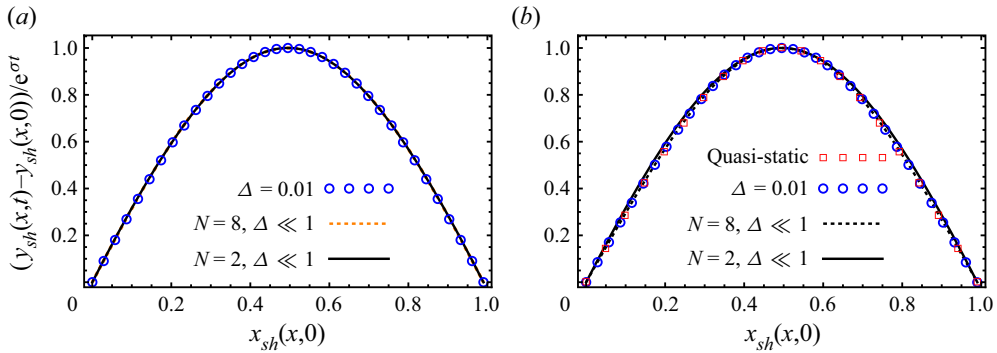 (a)
(b)
(y_sh(x,t)−y_sh(x,0))/e^σt
1.0
0.8
0.6
0.4
0.2
0 0.2 0.4 0.6 0.8 1.0
x_sh(x,0)
Δ = 0.01
N = 8, Δ ≪ 1
N = 2, Δ ≪ 1
1.0
0.8
0.6
0.4
0.2
0 0.2 0.4 0.6 0.8 1.0
x_sh(x,0)
Quasi-static
Δ = 0.01
N = 8, Δ ≪ 1
N = 2, Δ ≪ 1